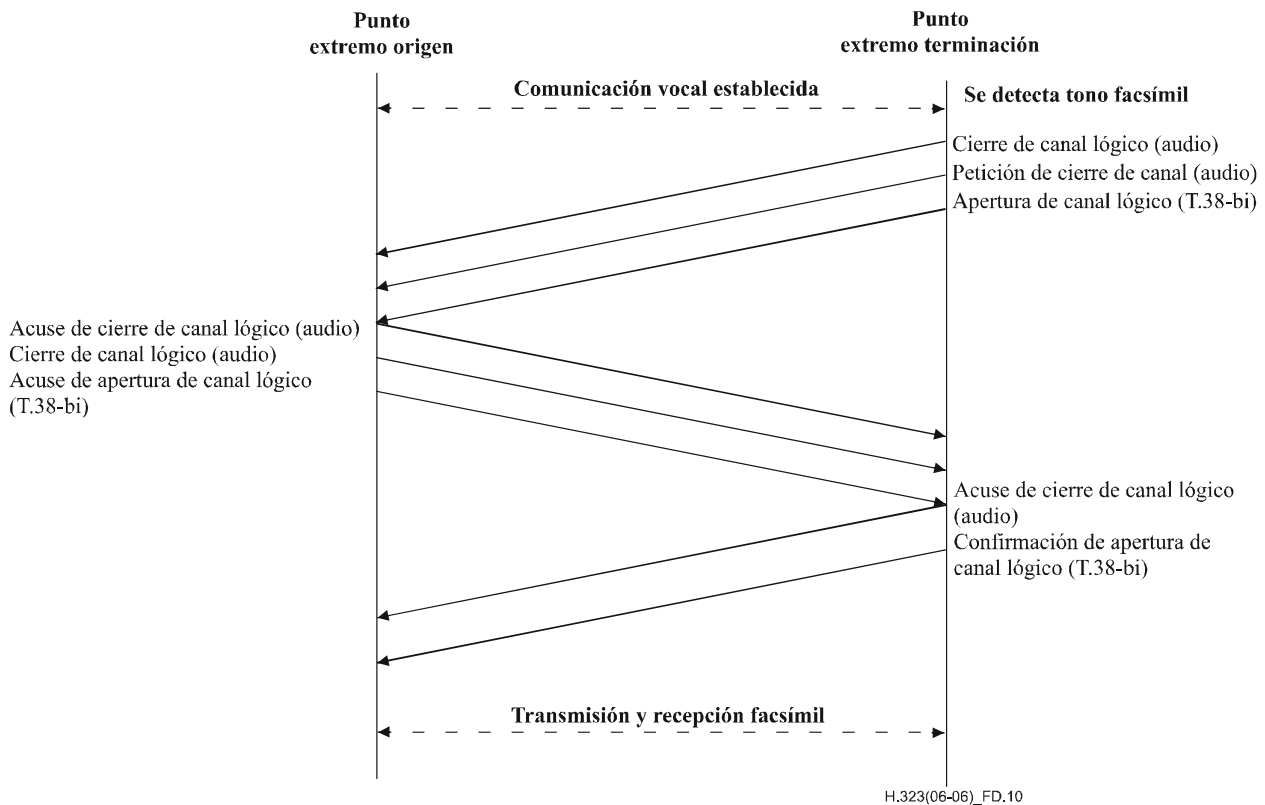 Punto
extremo origen
Punto
extremo terminación
Comunicación vocal establecida
Se detecta tono facsímil
Cierre de canal lógico (audio)
Petición de cierre de canal (audio)
Apertura de canal lógico (T.38-bi)
Acuse de cierre de canal lógico (audio)
Cierre de canal lógico (audio)
Acuse de apertura de canal lógico
(T.38-bi)
Acuse de cierre de canal lógico
(audio)
Confirmación de apertura de
canal lógico (T.38-bi)
Transmisión y recepción facsímil
H.323(06-06)_FD.10